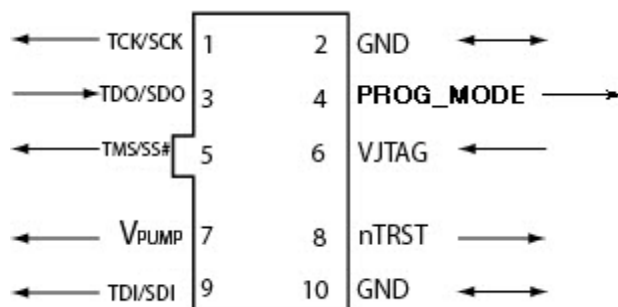 TCK/SCK 1 2 GND
TDO/SDO 3 4 PROG_MODE
TMS/SS# 5 6 VJTAG
VPUMP 7 8 nTRST
TDI/SDI 9 10 GND